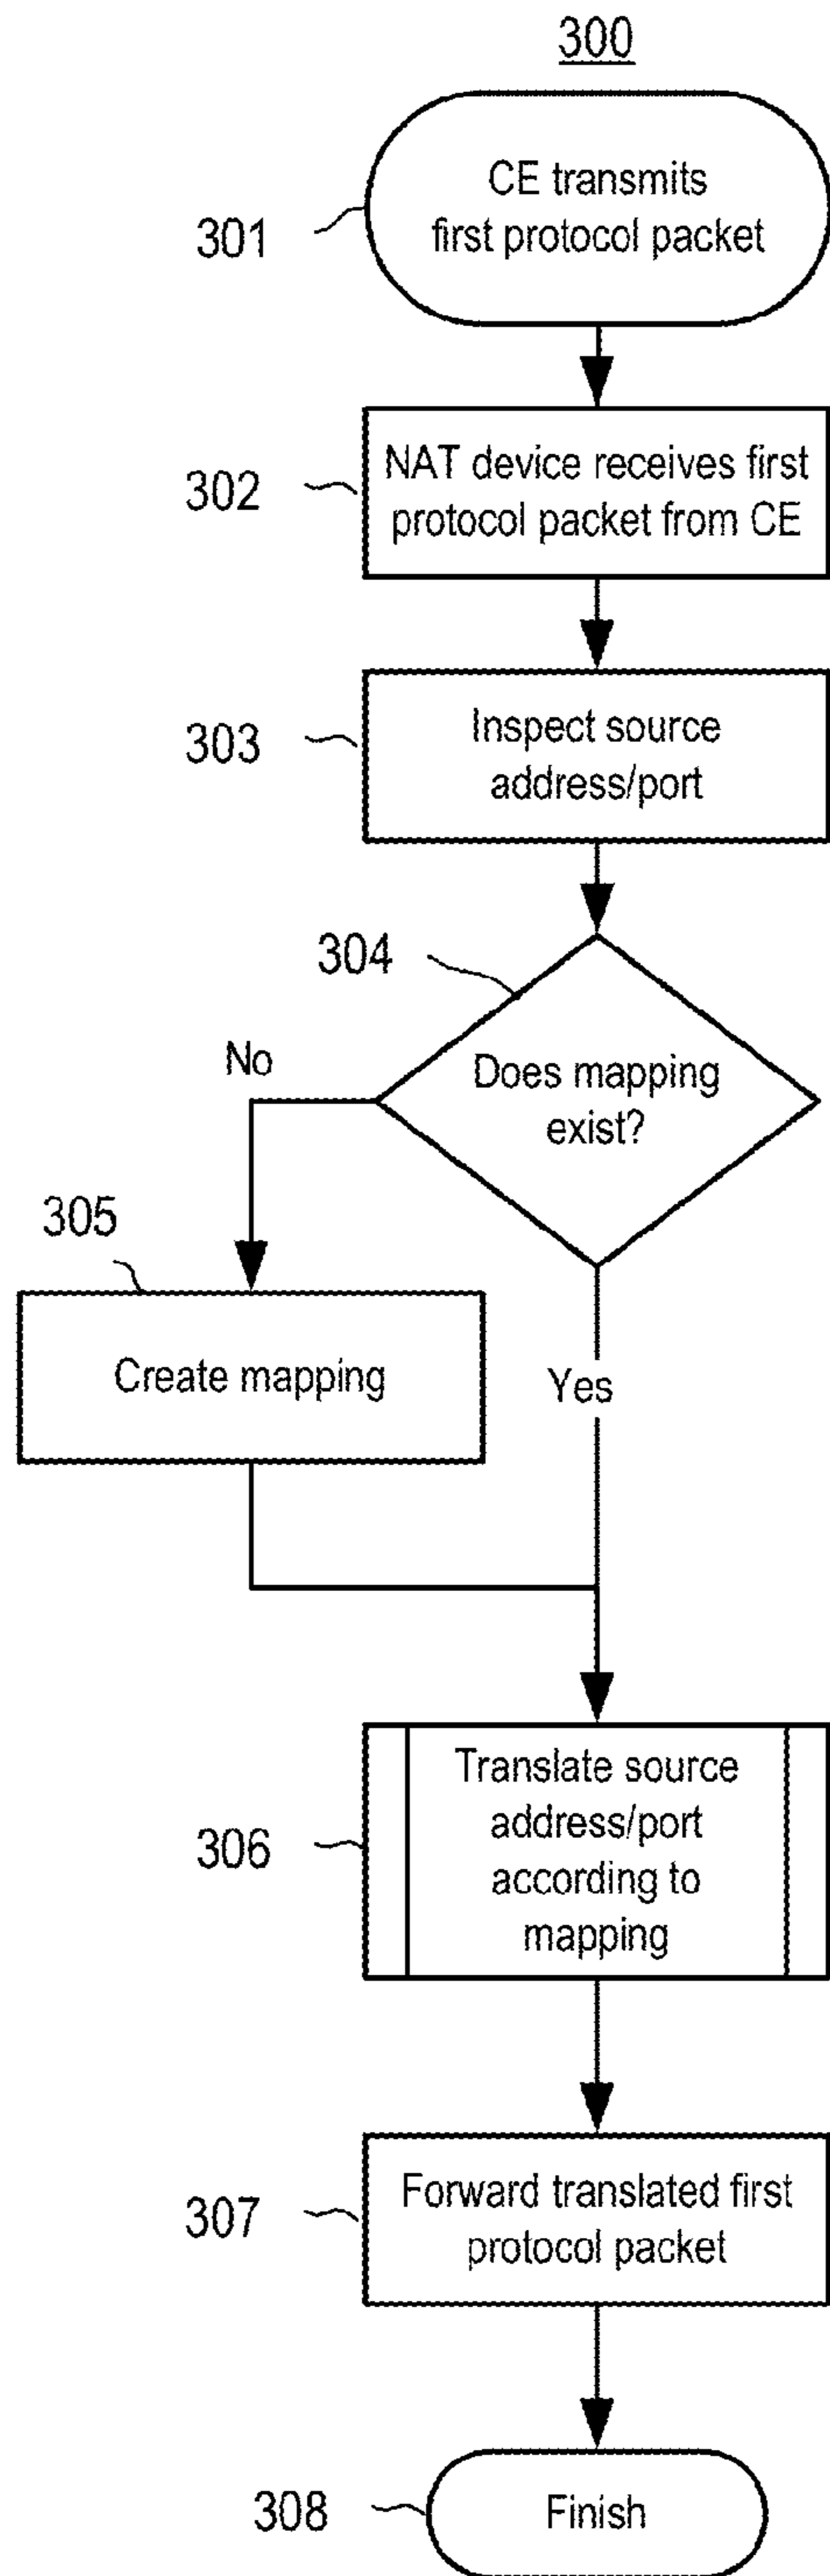 300
CE transmits
first protocol packet
301
NAT device receives first
protocol packet from CE
302
Inspect source
address/port
303
304
Does mapping
exist?
No
305
Create mapping
Yes
Translate source
address/port
according to
mapping
306
Forward translated first
protocol packet
307
308
Finish